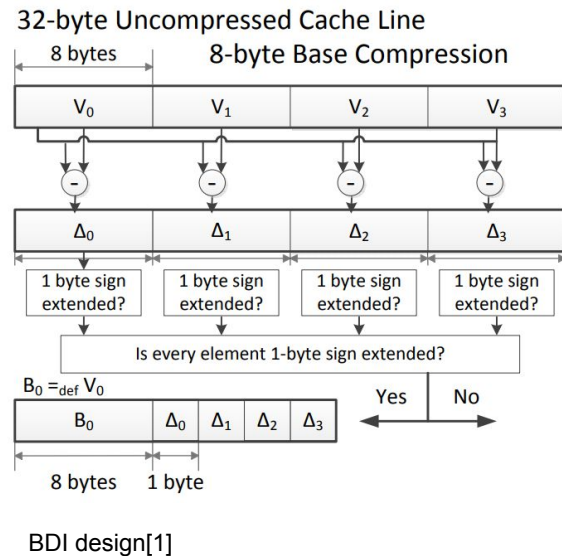 32-byte Uncompressed Cache Line
8 bytes 8-byte Base Compression
V₀ V₁ V₂ V₃
- - - -
Δ₀ Δ₁ Δ₂ Δ₃
1 byte sign extended?
1 byte sign extended?
1 byte sign extended?
1 byte sign extended?
Is every element 1-byte sign extended?
B₀ =def V₀
Yes No
B₀ Δ₀ Δ₁ Δ₂ Δ₃
8 bytes 1 byte
BDI design[1]